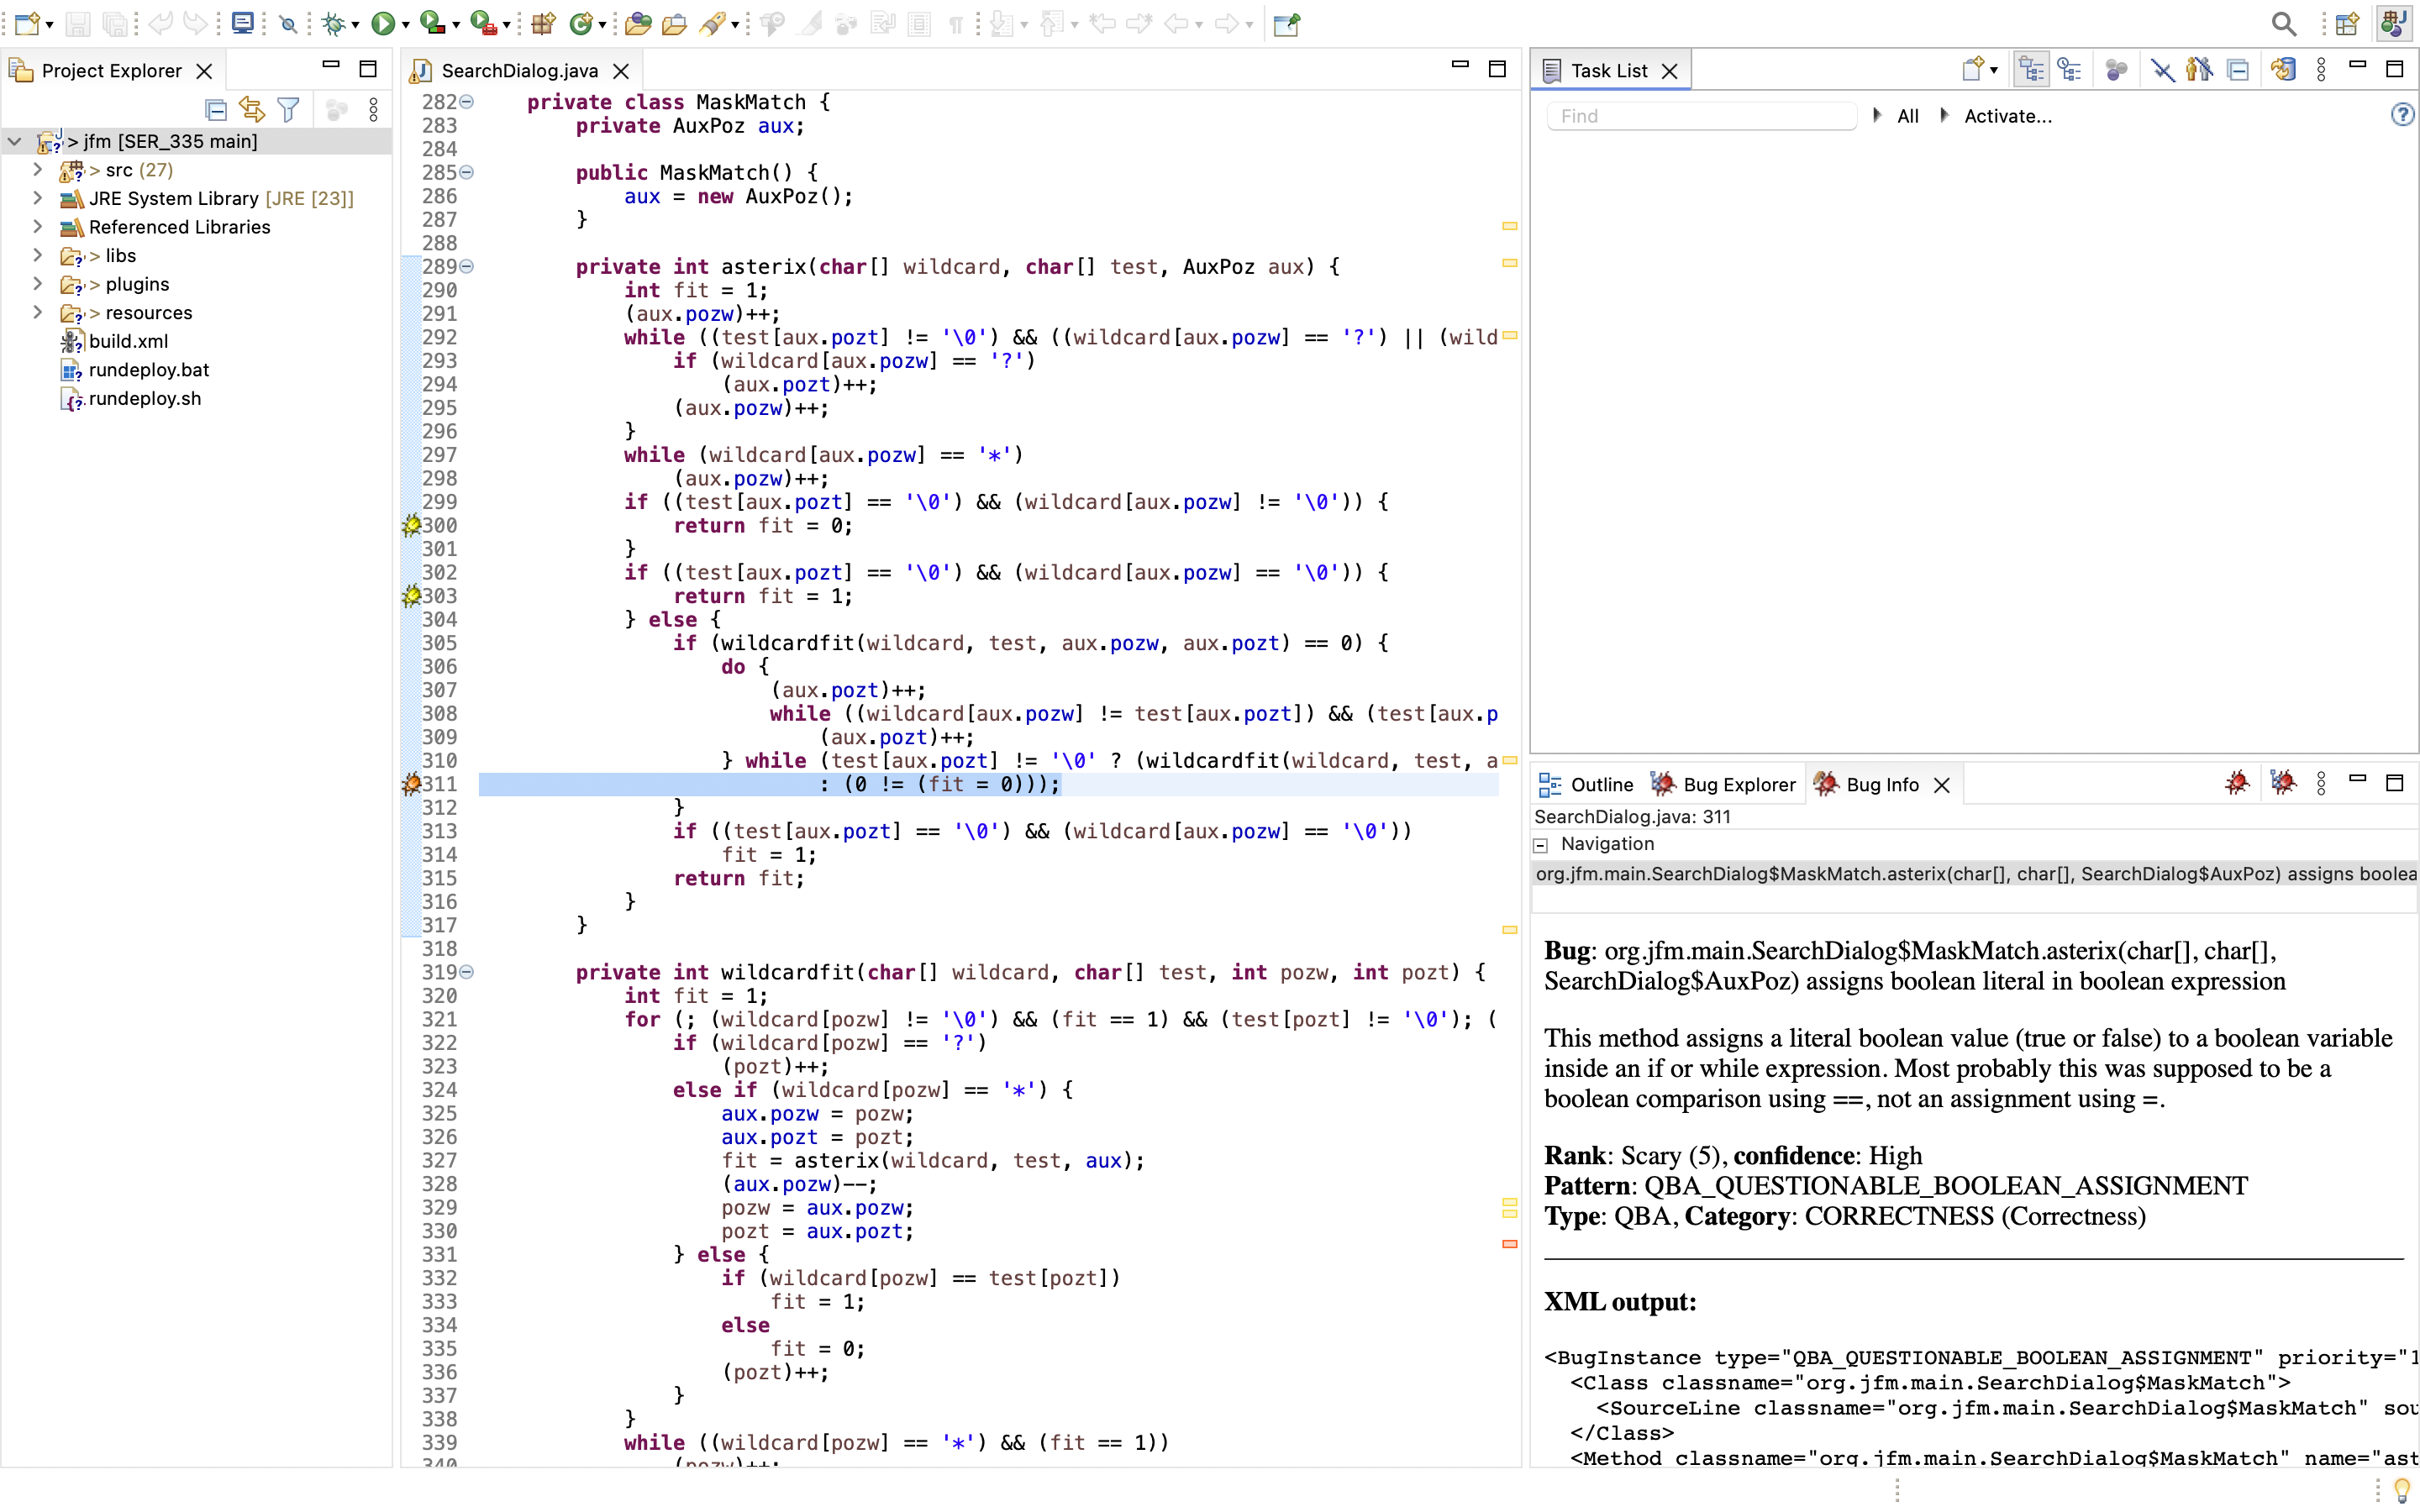 Project Explorer
> jfm [SER_335 main]
> src (27)
JRE System Library [JRE [23]]
Referenced Libraries
> libs
> plugins
> resources
build.xml
rundeploy.bat
rundeploy.sh
SearchDialog.java
282 private class MaskMatch {
283 private AuxPoz aux;
284
285 public MaskMatch() {
286 aux = new AuxPoz();
287 }
288
289 private int asterix(char[] wildcard, char[] test, AuxPoz aux) {
290 int fit = 1;
291 (aux.pozw)++;
292 while ((test[aux.pozt] != '\0') && ((wildcard[aux.pozw] == '?') || (wild
293 if (wildcard[aux.pozw] == '?')
294 (aux.pozt)++;
295 (aux.pozw)++;
296 }
297 while (wildcard[aux.pozw] == '*')
298 (aux.pozw)++;
299 if ((test[aux.pozt] == '\0') && (wildcard[aux.pozw] != '\0')) {
300 return fit = 0;
301 }
302 if ((test[aux.pozt] == '\0') && (wildcard[aux.pozw] == '\0')) {
303 return fit = 1;
304 } else {
305 if (wildcardfit(wildcard, test, aux.pozw, aux.pozt) == 0) {
306 do {
307 (aux.pozt)++;
308 while ((wildcard[aux.pozw] != test[aux.pozt]) && (test[aux.p
309 (aux.pozt)++;
310 } while (test[aux.pozt] != '\0' ? (wildcardfit(wildcard, test, a
311 : (0 != (fit = 0)));
312 }
313 if ((test[aux.pozt] == '\0') && (wildcard[aux.pozw] == '\0'))
314 fit = 1;
315 return fit;
316 }
317 }
318
319 private int wildcardfit(char[] wildcard, char[] test, int pozw, int pozt) {
320 int fit = 1;
321 for (; (wildcard[pozw] != '\0') && (fit == 1) && (test[pozt] != '\0'); (
322 if (wildcard[pozw] == '?')
323 (pozt)++;
324 else if (wildcard[pozw] == '*') {
325 aux.pozw = pozw;
326 aux.pozt = pozt;
327 fit = asterix(wildcard, test, aux);
328 (aux.pozw)--;
329 pozw = aux.pozw;
330 pozt = aux.pozt;
331 } else {
332 if (wildcard[pozw] == test[pozt])
333 fit = 1;
334 else
335 fit = 0;
336 (pozt)++;
337 }
338 }
339 while ((wildcard[pozw] == '*') && (fit == 1))
340 (pozw)++;
Task List
Find All Activate...
Outline Bug Explorer Bug Info
SearchDialog.java: 311
Navigation
org.jfm.main.SearchDialog$MaskMatch.asterix(char[], char[], SearchDialog$AuxPoz) assigns boolea
Bug: org.jfm.main.SearchDialog$MaskMatch.asterix(char[], char[],
SearchDialog$AuxPoz) assigns boolean literal in boolean expression
This method assigns a literal boolean value (true or false) to a boolean variable
inside an if or while expression. Most probably this was supposed to be a
boolean comparison using ==, not an assignment using =.
Rank: Scary (5), confidence: High
Pattern: QBA_QUESTIONABLE_BOOLEAN_ASSIGNMENT
Type: QBA, Category: CORRECTNESS (Correctness)
XML output:
<BugInstance type="QBA_QUESTIONABLE_BOOLEAN_ASSIGNMENT" priority="1
<Class classname="org.jfm.main.SearchDialog$MaskMatch">
<SourceLine classname="org.jfm.main.SearchDialog$MaskMatch" sou
</Class>
<Method classname="org.jfm.main.SearchDialog$MaskMatch" name="ast